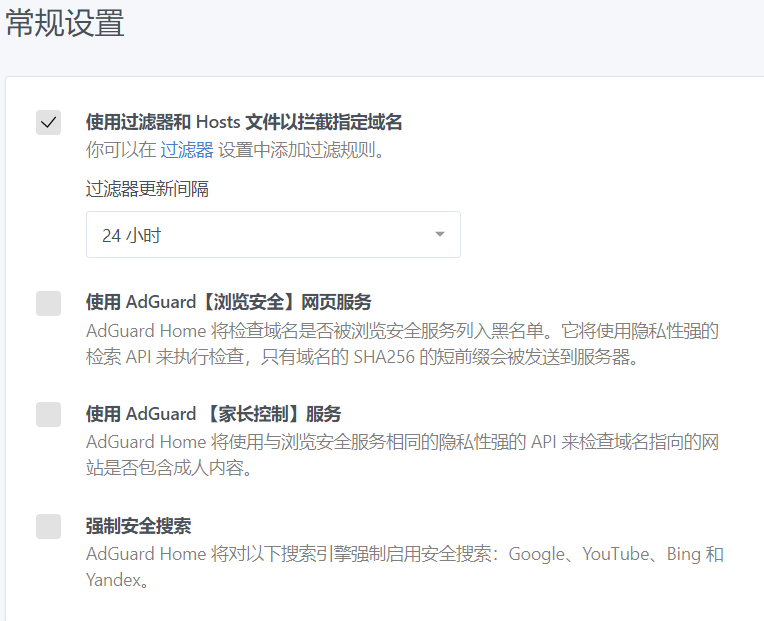 常规设置
使用过滤器和 Hosts 文件以拦截指定域名
你可以在 过滤器 设置中添加过滤规则。
过滤器更新间隔
24 小时
使用 AdGuard【浏览安全】网页服务
AdGuard Home 将检查域名是否被浏览安全服务列入黑名单。它将使用隐私性强的
检索 API 来执行检查，只有域名的 SHA256 的短前缀会被发送到服务器。
使用 AdGuard 【家长控制】服务
AdGuard Home 将使用与浏览安全服务相同的隐私性强的 API 来检查域名指向的网
站是否包含成人内容。
强制安全搜索
AdGuard Home 将对以下搜索引擎强制启用安全搜索：Google、YouTube、Bing 和
Yandex。